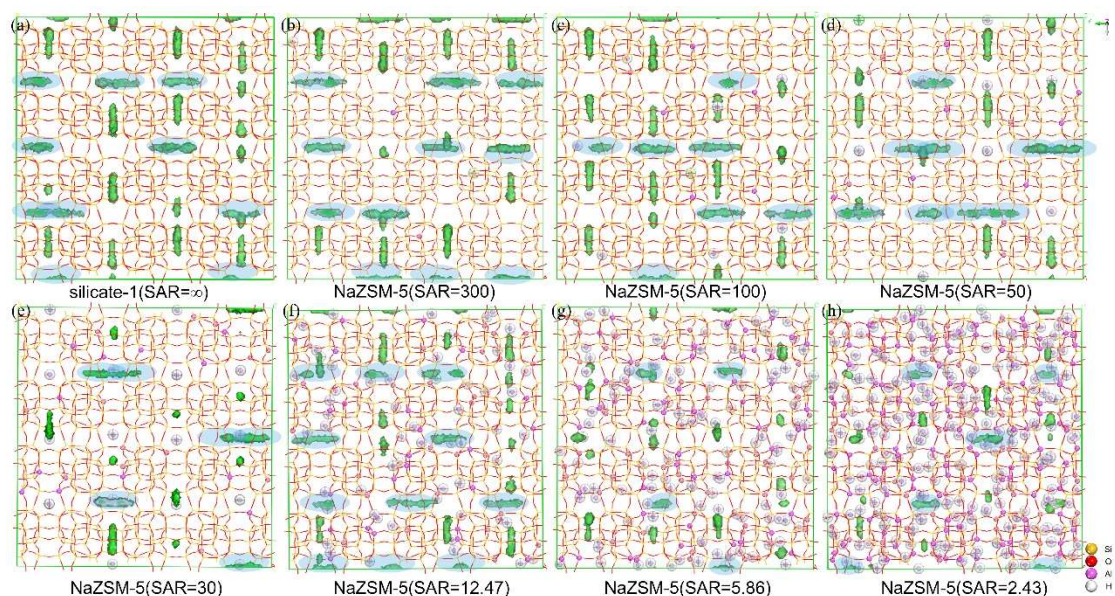 (a)
(b)
(c)
(d)
silicate-1(SAR=∞)
NaZSM-5(SAR=300)
NaZSM-5(SAR=100)
NaZSM-5(SAR=50)
(e)
(f)
(g)
(h)
NaZSM-5(SAR=30)
NaZSM-5(SAR=12.47)
NaZSM-5(SAR=5.86)
NaZSM-5(SAR=2.43)
Si
O
Al
H